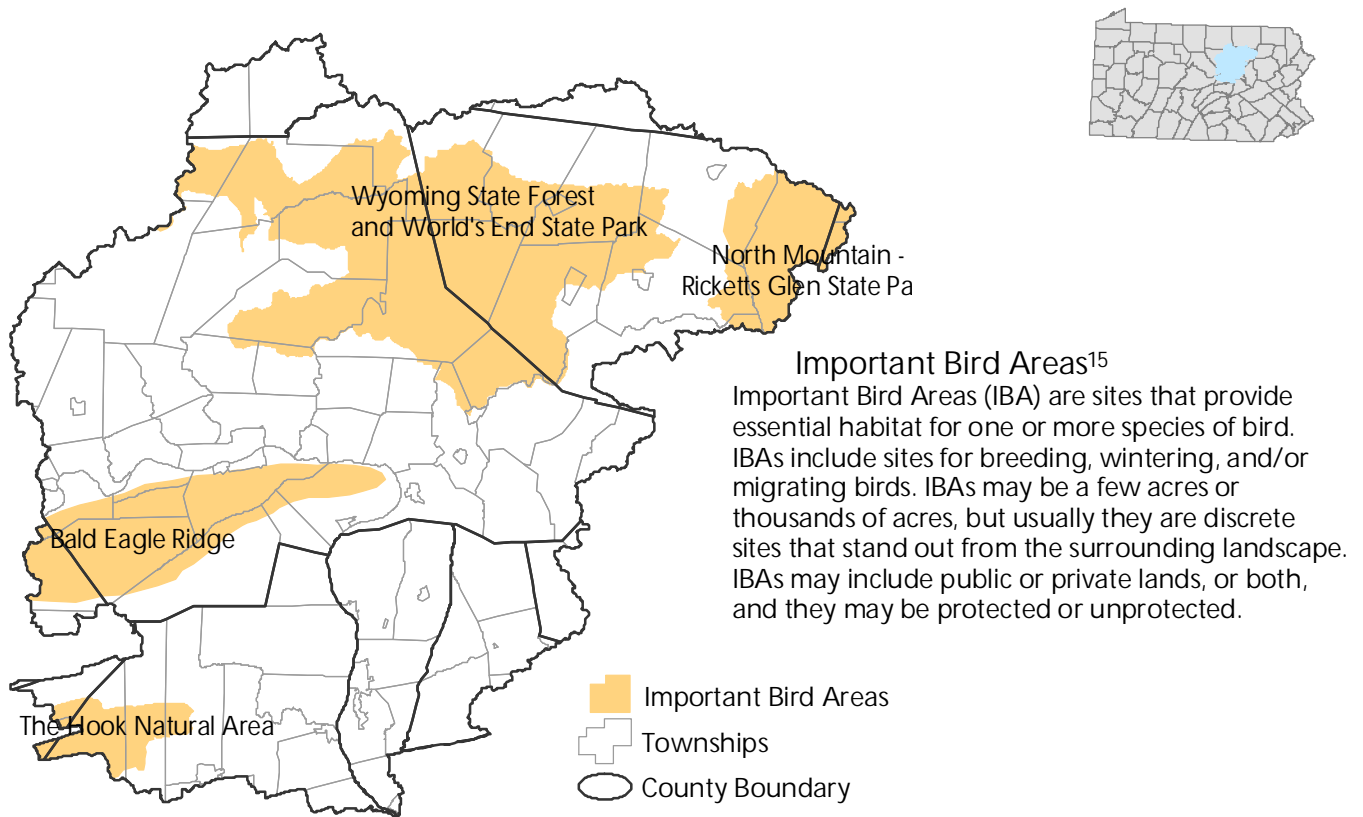 Wyoming State Forest
and World's End State Park
North Mountain -
Ricketts Glen State Pa
Important Bird Areas¹⁵
Important Bird Areas (IBA) are sites that provide
essential habitat for one or more species of bird.
IBAs include sites for breeding, wintering, and/or
migrating birds. IBAs may be a few acres or
thousands of acres, but usually they are discrete
sites that stand out from the surrounding landscape.
IBAs may include public or private lands, or both,
and they may be protected or unprotected.
Bald Eagle Ridge
The Hook Natural Area
Important Bird Areas
Townships
County Boundary